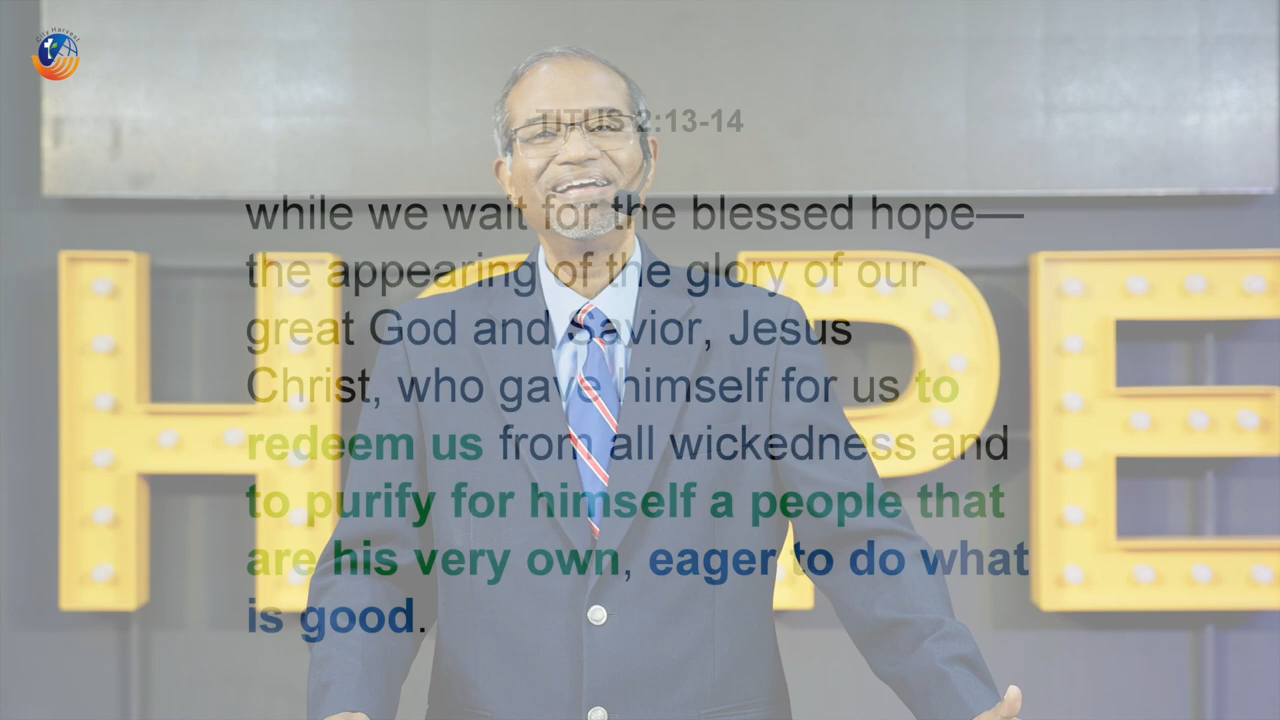 City Harvest
TITUS 2:13-14
while we wait for the blessed hope—
the appearing of the glory of our
great God and Savior, Jesus
Christ, who gave himself for us to
redeem us from all wickedness and
to purify for himself a people that
are his very own, eager to do what
is good.
HOPE